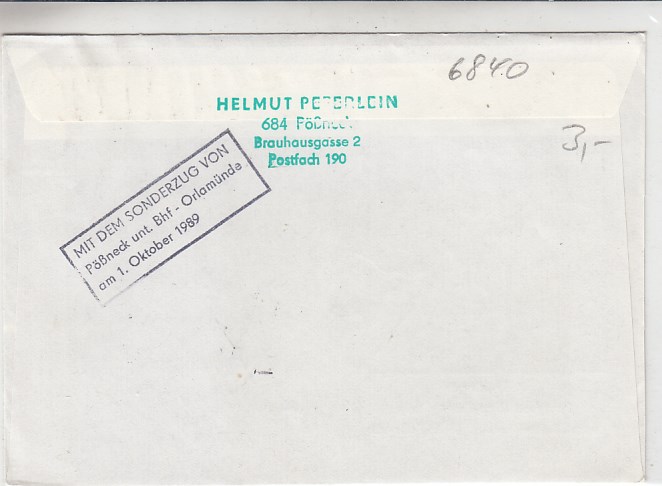 6840
HELMUT PETERLEIN
684 Pößneck
Brauhausgasse 2
Postfach 190
3,-
MIT DEM SONDERZUG VON
Pößneck unt. Bhf - Orlamünde
am 1. Oktober 1989